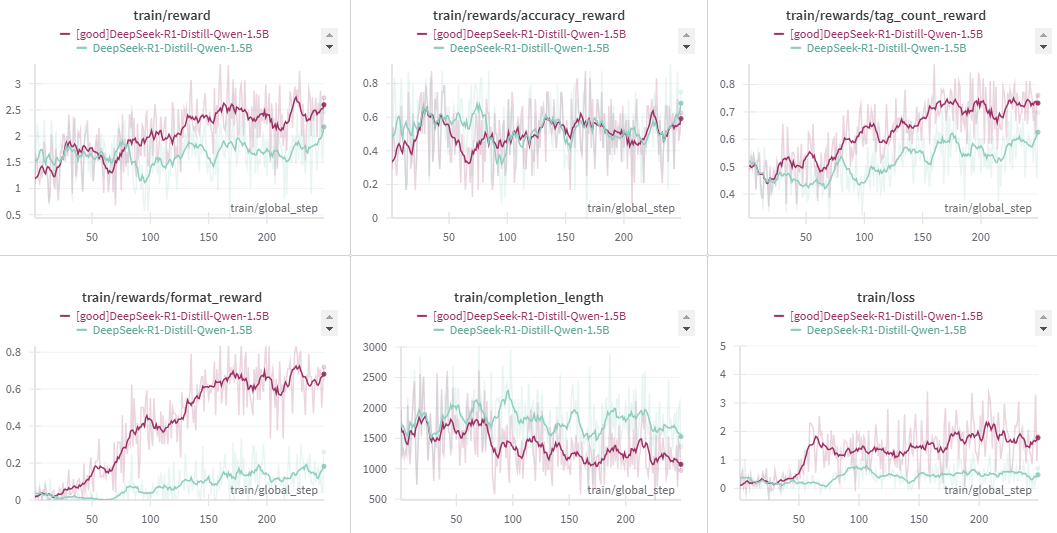 train/reward
[good]DeepSeek-R1-Distill-Qwen-1.5B
DeepSeek-R1-Distill-Qwen-1.5B
3
2.5
2
1.5
1
0.5
train/global_step
50
100
150
200
train/rewards/accuracy_reward
[good]DeepSeek-R1-Distill-Qwen-1.5B
DeepSeek-R1-Distill-Qwen-1.5B
0.8
0.6
0.4
0.2
0
train/global_step
50
100
150
200
train/rewards/tag_count_reward
[good]DeepSeek-R1-Distill-Qwen-1.5B
DeepSeek-R1-Distill-Qwen-1.5B
0.8
0.7
0.6
0.5
0.4
train/global_step
50
100
150
200
train/rewards/format_reward
[good]DeepSeek-R1-Distill-Qwen-1.5B
DeepSeek-R1-Distill-Qwen-1.5B
0.8
0.6
0.4
0.2
0
train/global_step
50
100
150
200
train/completion_length
[good]DeepSeek-R1-Distill-Qwen-1.5B
DeepSeek-R1-Distill-Qwen-1.5B
3000
2500
2000
1500
1000
500
train/global_step
50
100
150
200
train/loss
[good]DeepSeek-R1-Distill-Qwen-1.5B
DeepSeek-R1-Distill-Qwen-1.5B
5
4
3
2
1
0
train/global_step
50
100
150
200